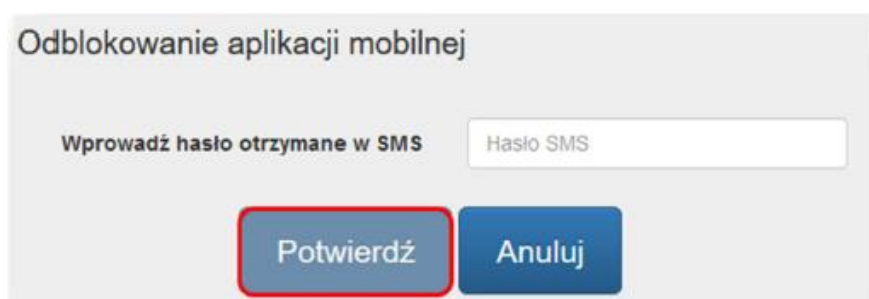 Odblokowanie aplikacji mobilnej
Wprowadź hasło otrzymane w SMS Hasło SMS
Potwierdź Anuluj